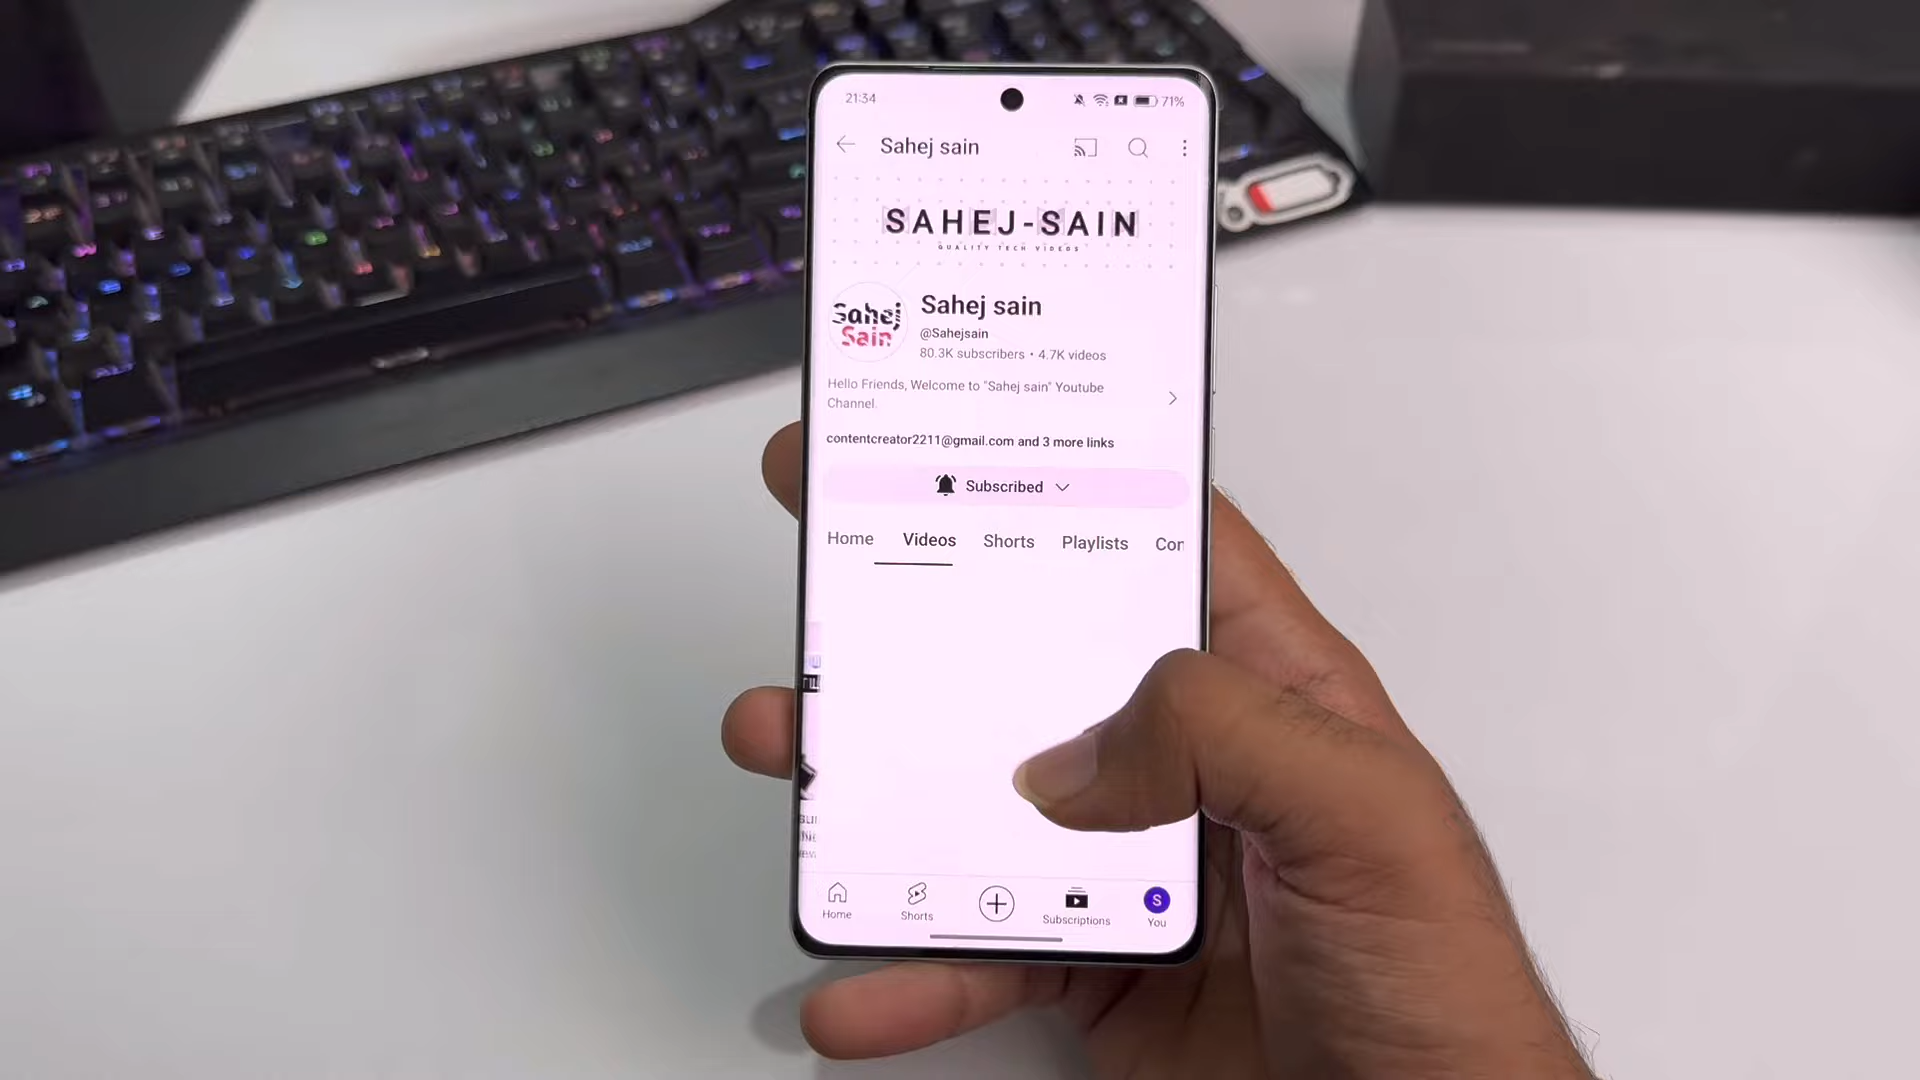 21:34
71%
Sahej sain
SAHEJ-SAIN
QUALITY TECH VIDEOS
Sahej
Sain
Sahej sain
@Sahejsain
80.3K subscribers • 4.7K videos
Hello Friends, Welcome to "Sahej sain" Youtube
Channel.
contentcreator2211@gmail.com and 3 more links
Subscribed
Home Videos Shorts Playlists Con
Home
Shorts
Subscriptions
S
You